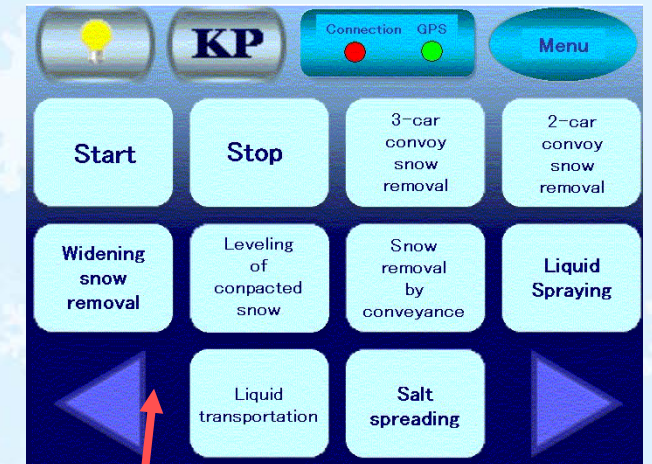 KP
Connection GPS
Menu
Start
Stop
3-car
convoy
snow
removal
2-car
convoy
snow
removal
Widening
snow
removal
Leveling
of
conpacted
snow
Snow
removal
by
conveyance
Liquid
Spraying
Liquid
transportation
Salt
spreading